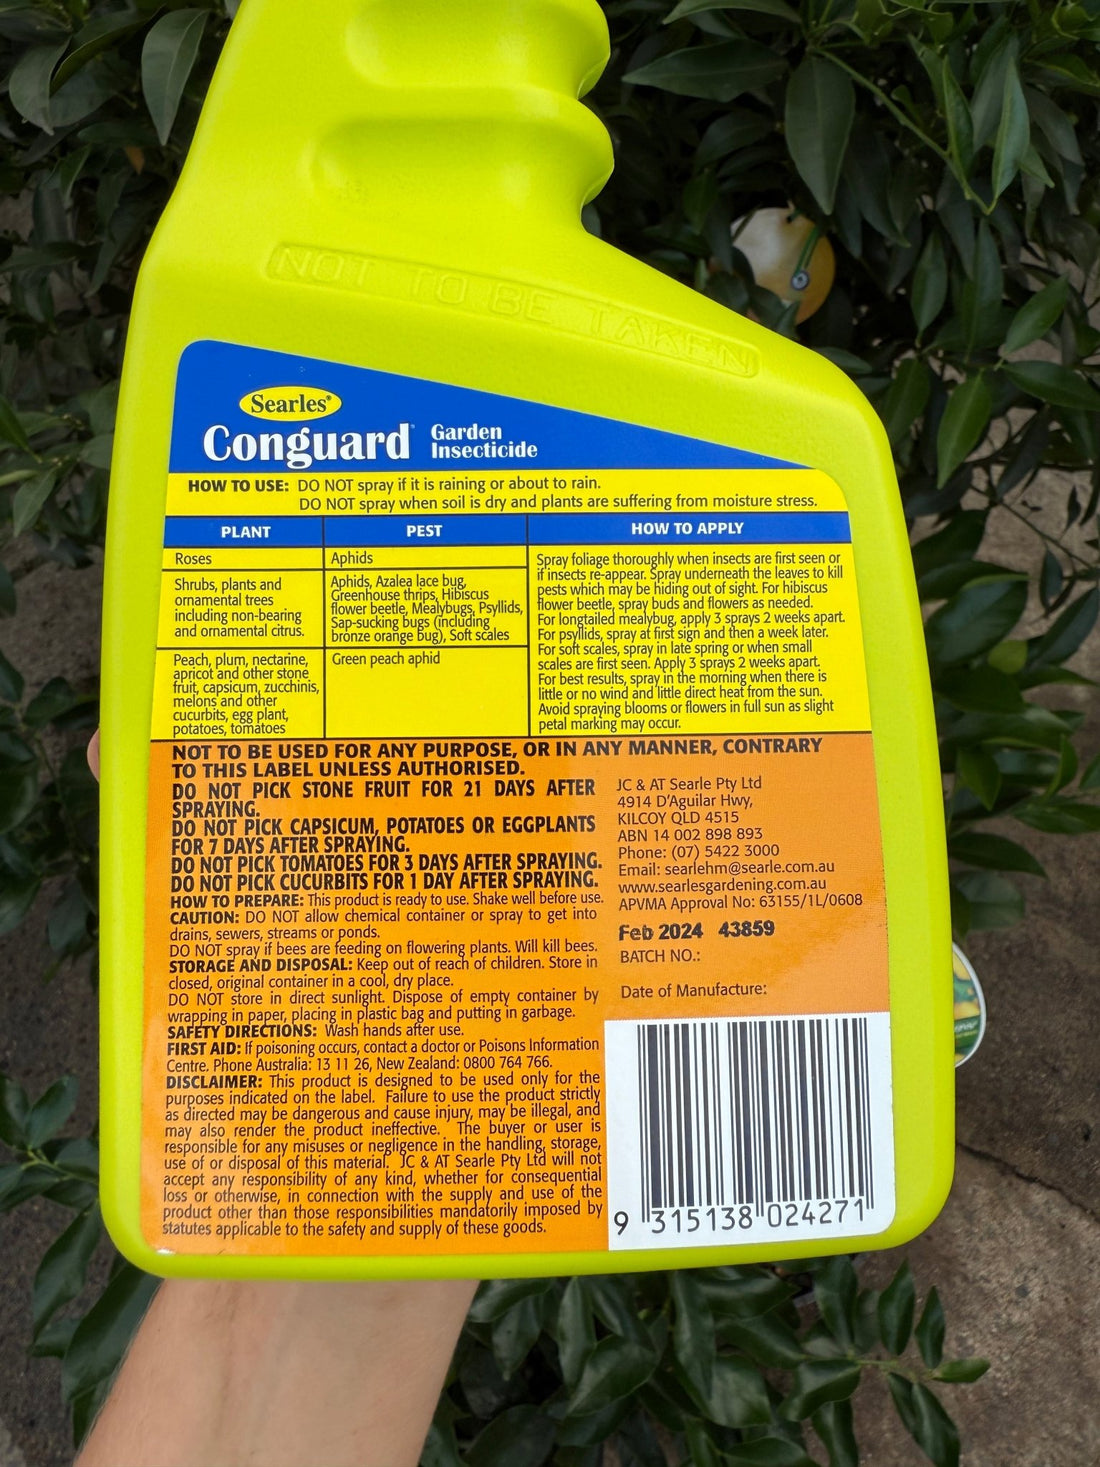 NOT TO BE TAKEN
Searles®
Conguard™ Garden
Insecticide
HOW TO USE: DO NOT spray if it is raining or about to rain.
DO NOT spray when soil is dry and plants are suffering from moisture stress.
PLANT PEST HOW TO APPLY
Roses
Aphids
Shrubs, plants and
ornamental trees
including non-bearing
and ornamental citrus.
Aphids, Azalea lace bug,
Greenhouse thrips, Hibiscus
flower beetle, Mealybugs, Psyllids,
Sap-sucking bugs (including
bronze orange bug), Soft scales
Peach, plum, nectarine,
apricot and other stone
fruit, capsicum, zucchinis,
melons and other
cucurbits, egg plant,
potatoes, tomatoes
Green peach aphid
Spray foliage thoroughly when insects are first seen or
if insects re-appear. Spray underneath the leaves to kill
pests which may be hiding out of sight. For hibiscus
flower beetle, spray buds and flowers as needed.
For longtailed mealybug, apply 3 sprays 2 weeks apart.
For psyllids, spray at first sign and then a week later.
For soft scales, spray in late spring or when small
scales are first seen. Apply 3 sprays 2 weeks apart.
For best results, spray in the morning when there is
little or no wind and little direct heat from the sun.
Avoid spraying blooms or flowers in full sun as slight
petal marking may occur.
NOT TO BE USED FOR ANY PURPOSE, OR IN ANY MANNER, CONTRARY
TO THIS LABEL UNLESS AUTHORISED.
DO NOT PICK STONE FRUIT FOR 21 DAYS AFTER
SPRAYING.
DO NOT PICK CAPSICUM, POTATOES OR EGGPLANTS
FOR 7 DAYS AFTER SPRAYING.
DO NOT PICK TOMATOES FOR 3 DAYS AFTER SPRAYING.
DO NOT PICK CUCURBITS FOR 1 DAY AFTER SPRAYING.
HOW TO PREPARE: This product is ready to use. Shake well before use.
CAUTION: DO NOT allow chemical container or spray to get into
drains, sewers, streams or ponds.
DO NOT spray if bees are feeding on flowering plants. Will kill bees.
STORAGE AND DISPOSAL: Keep out of reach of children. Store in
closed, original container in a cool, dry place.
DO NOT store in direct sunlight. Dispose of empty container by
wrapping in paper, placing in plastic bag and putting in garbage.
SAFETY DIRECTIONS: Wash hands after use.
FIRST AID: If poisoning occurs, contact a doctor or Poisons Information
Centre. Phone Australia: 13 11 26, New Zealand: 0800 764 766.
DISCLAIMER: This product is designed to be used only for the
purposes indicated on the label. Failure to use the product strictly
as directed may be dangerous and cause injury, may be illegal, and
may also render the product ineffective. The buyer or user is
responsible for any misuses or negligence in the handling, storage,
use of or disposal of this material. JC & AT Searle Pty Ltd will not
accept any responsibility of any kind, whether for consequential
loss or otherwise, in connection with the supply and use of the
product other than those responsibilities mandatorily imposed by
statutes applicable to the safety and supply of these goods.
JC & AT Searle Pty Ltd
4914 D'Aguilar Hwy,
KILCOY QLD 4515
ABN 14 002 898 893
Phone: (07) 5422 3000
Email: searlehm@searle.com.au
www.searlesgardening.com.au
APVMA Approval No: 63155/1L/0608
Feb 2024 43859
BATCH NO.:
Date of Manufacture:
9 315138 024271